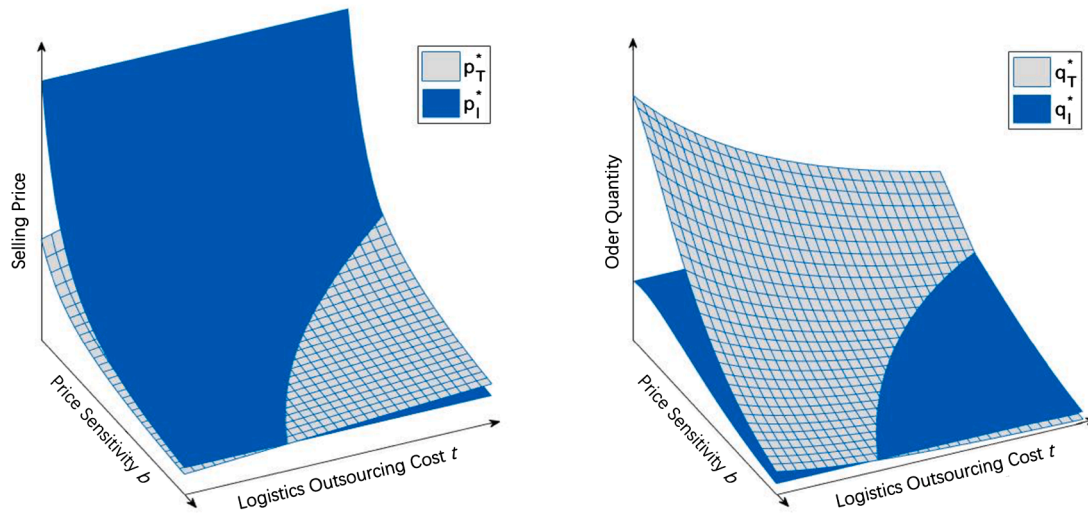 p*T
p*I
Selling Price
Price Sensitivity b
Logistics Outsourcing Cost t
q*T
q*I
Oder Quantity
Price Sensitivity b
Logistics Outsourcing Cost t